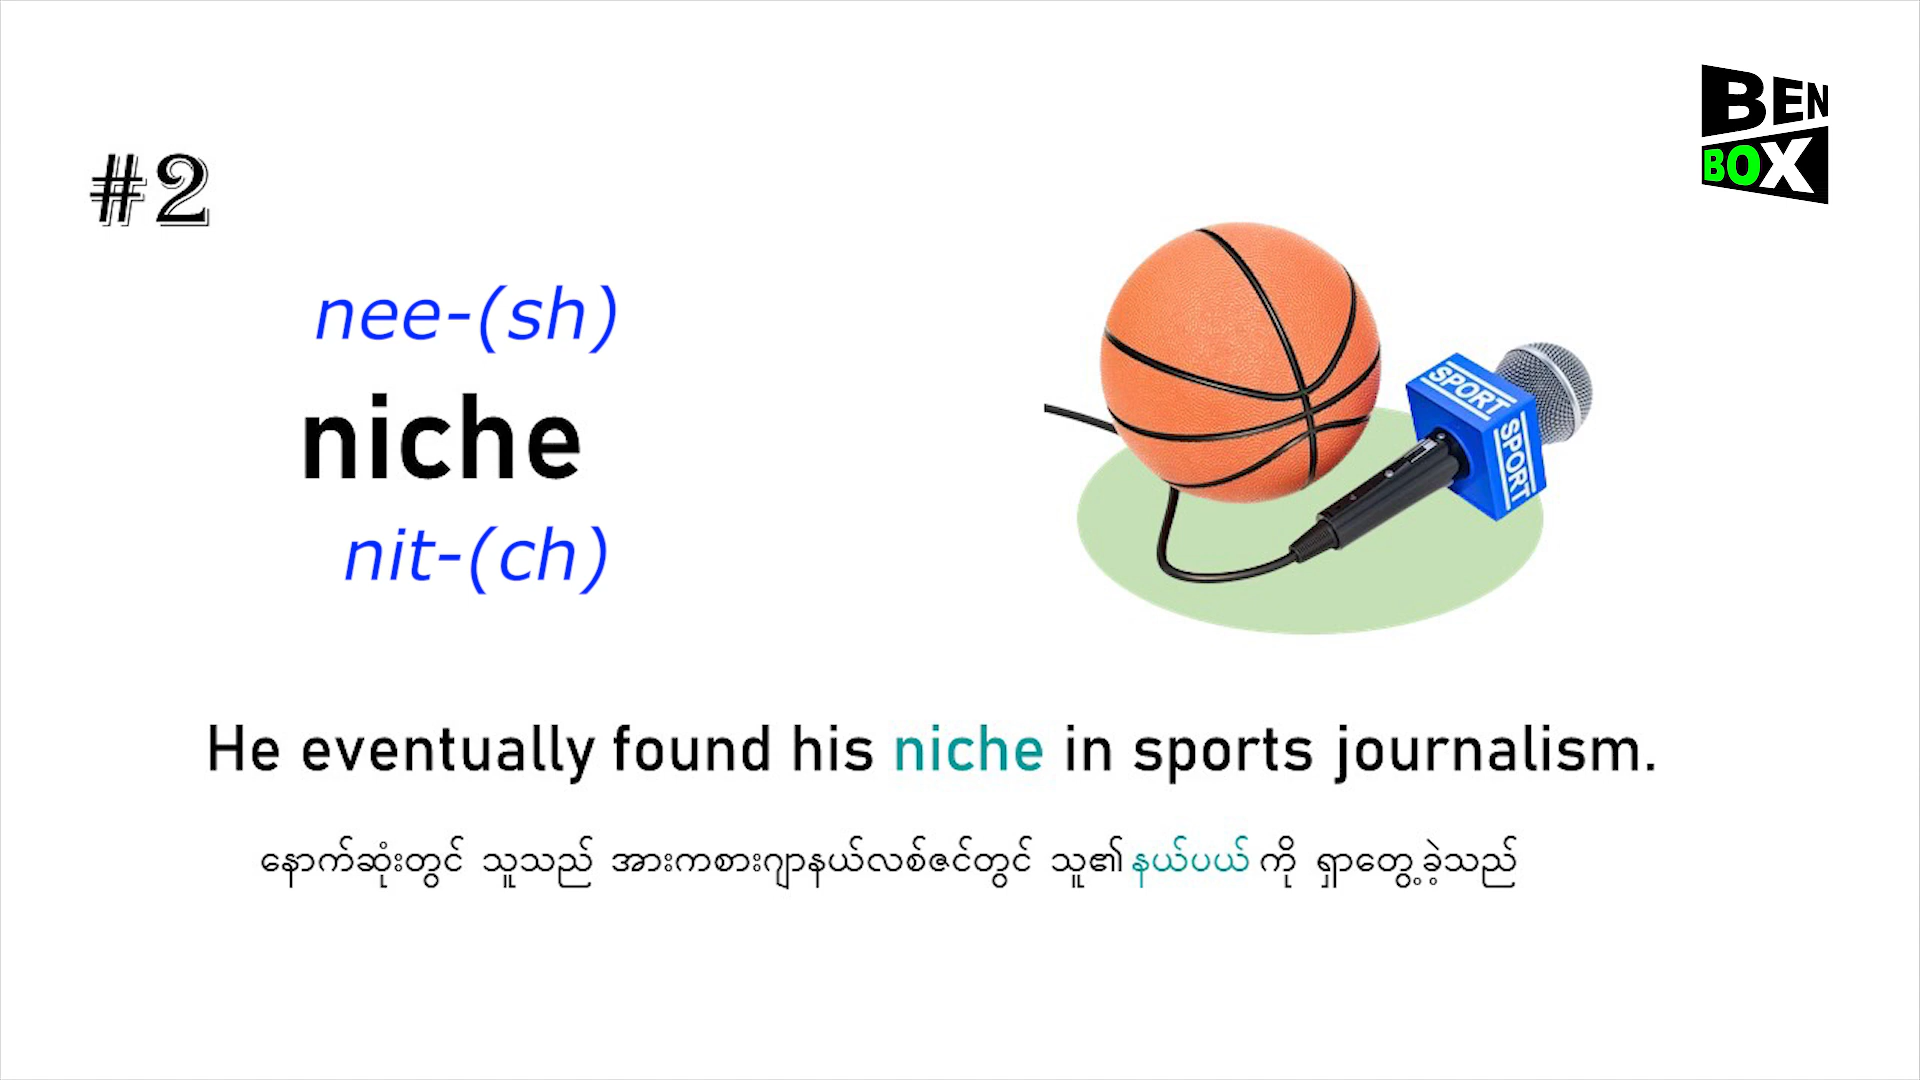 BEN
BOX
#2
nee-(sh)
niche
nit-(ch)
SPORT
SPORT
He eventually found his niche in sports journalism.
နောက်ဆုံးတွင် သူသည် အားကစားဂျာနယ်လစ်ဇင်တွင် သူ၏ နယ်ပယ် ကို ရှာတွေ့ခဲ့သည်